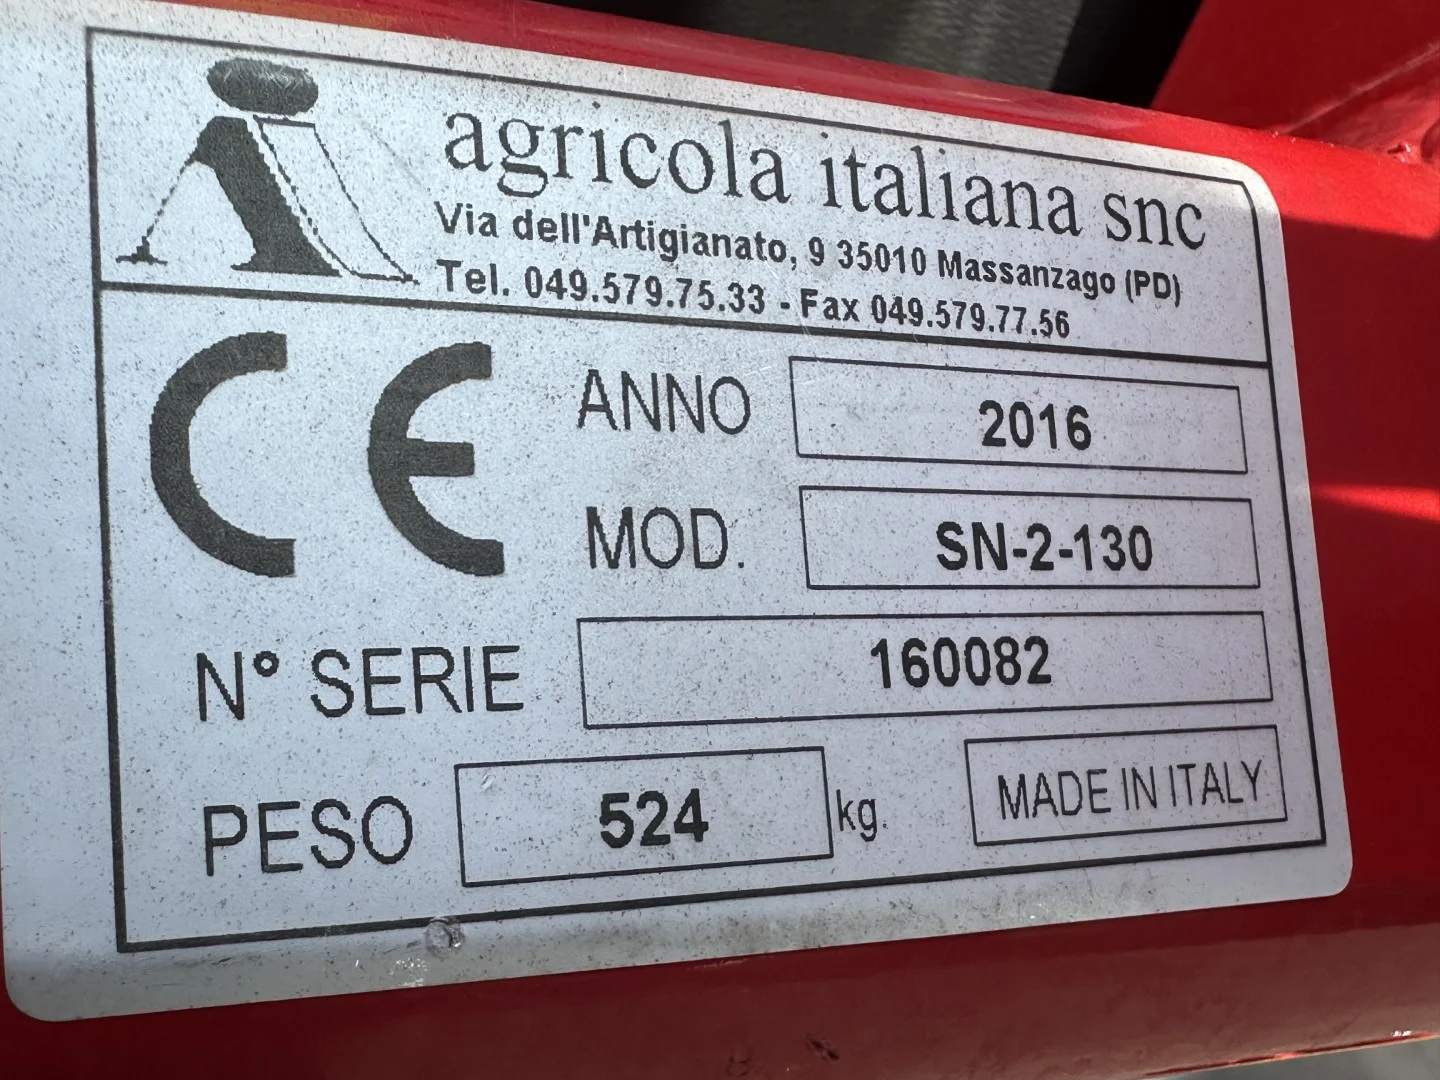 agricola italiana snc
Via dell'Artigianato, 9 35010 Massanzago (PD)
Tel. 049.579.75.33 - Fax 049.579.77.56
CE
ANNO 2016
MOD. SN-2-130
N° SERIE 160082
PESO 524 kg. MADE IN ITALY